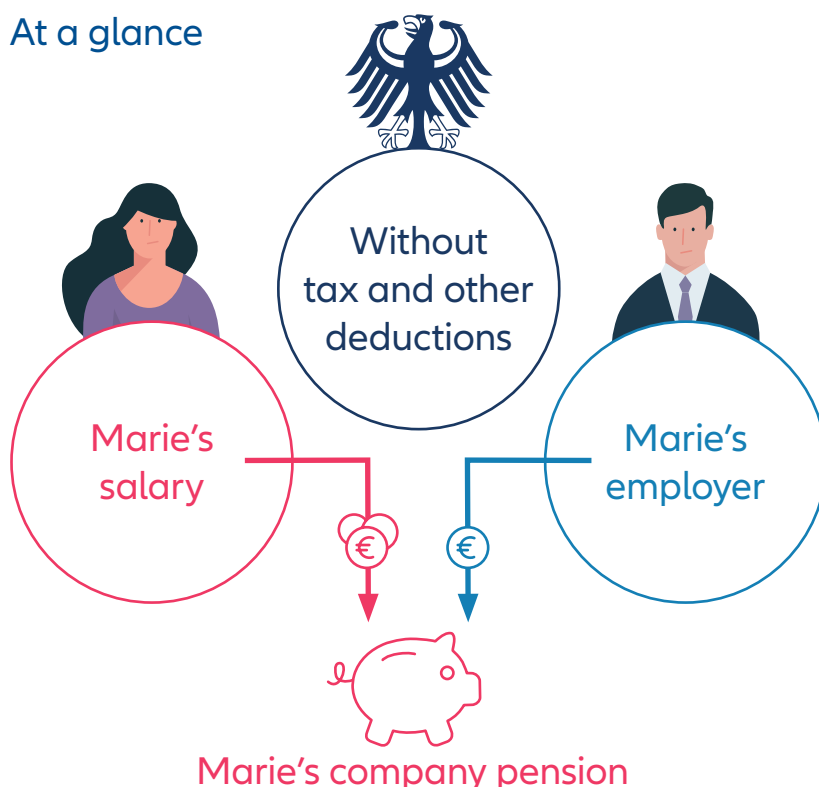 At a glance
Without
tax and other
deductions
Marie’s
salary
Marie’s
employer
€
€
Marie’s company pension